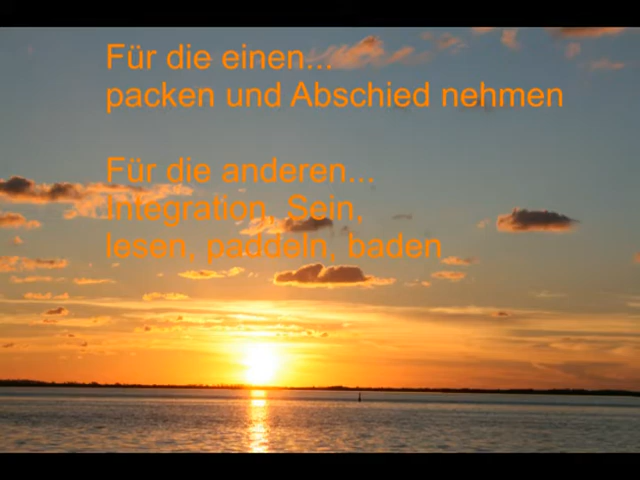 Für die einen...
packen und Abschied nehmen
Für die anderen...
Integration, Sein,
lesen, paddeln, baden